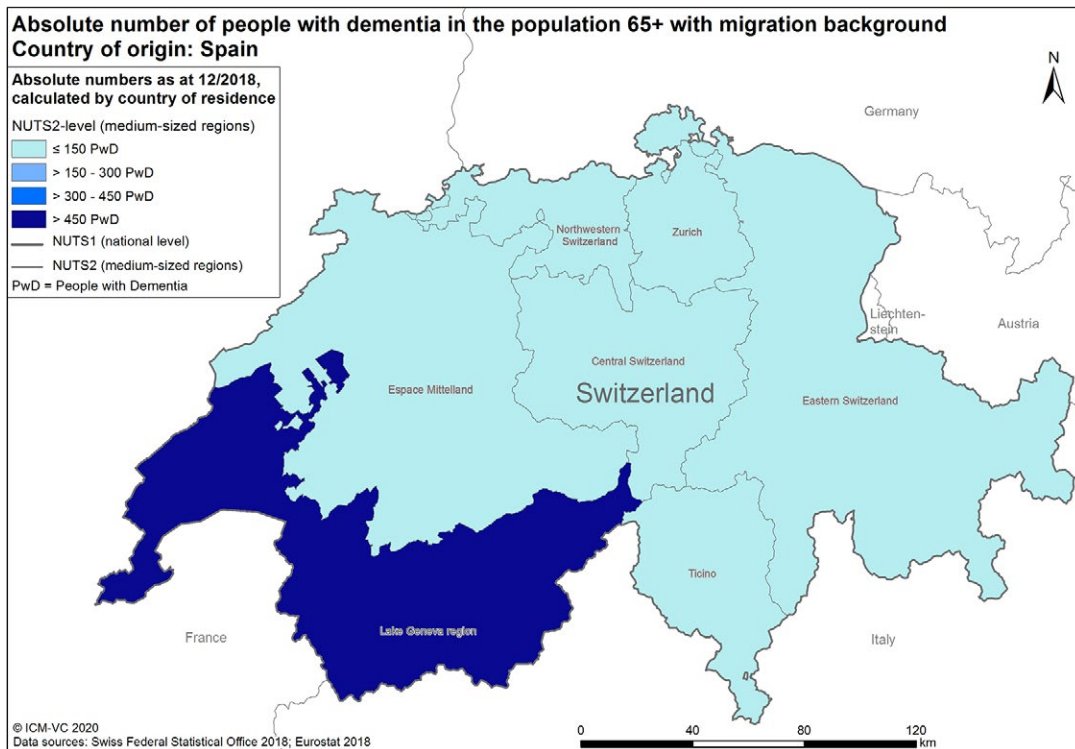 Absolute number of people with dementia in the population 65+ with migration background
Country of origin: Spain
Absolute numbers as at 12/2018,
calculated by country of residence
NUTS2-level (medium-sized regions)
≤ 150 PwD
> 150 - 300 PwD
> 300 - 450 PwD
> 450 PwD
NUTS1 (national level)
NUTS2 (medium-sized regions)
PwD = People with Dementia
N
Germany
Northwestern
Switzerland
Zurich
Liechten-
stein
Austria
Central Switzerland
Espace Mittelland
Switzerland
Eastern Switzerland
Ticino
Lake Geneva region
France
Italy
© ICM-VC 2020
Data sources: Swiss Federal Statistical Office 2018; Eurostat 2018
0 20 40 80 120
km